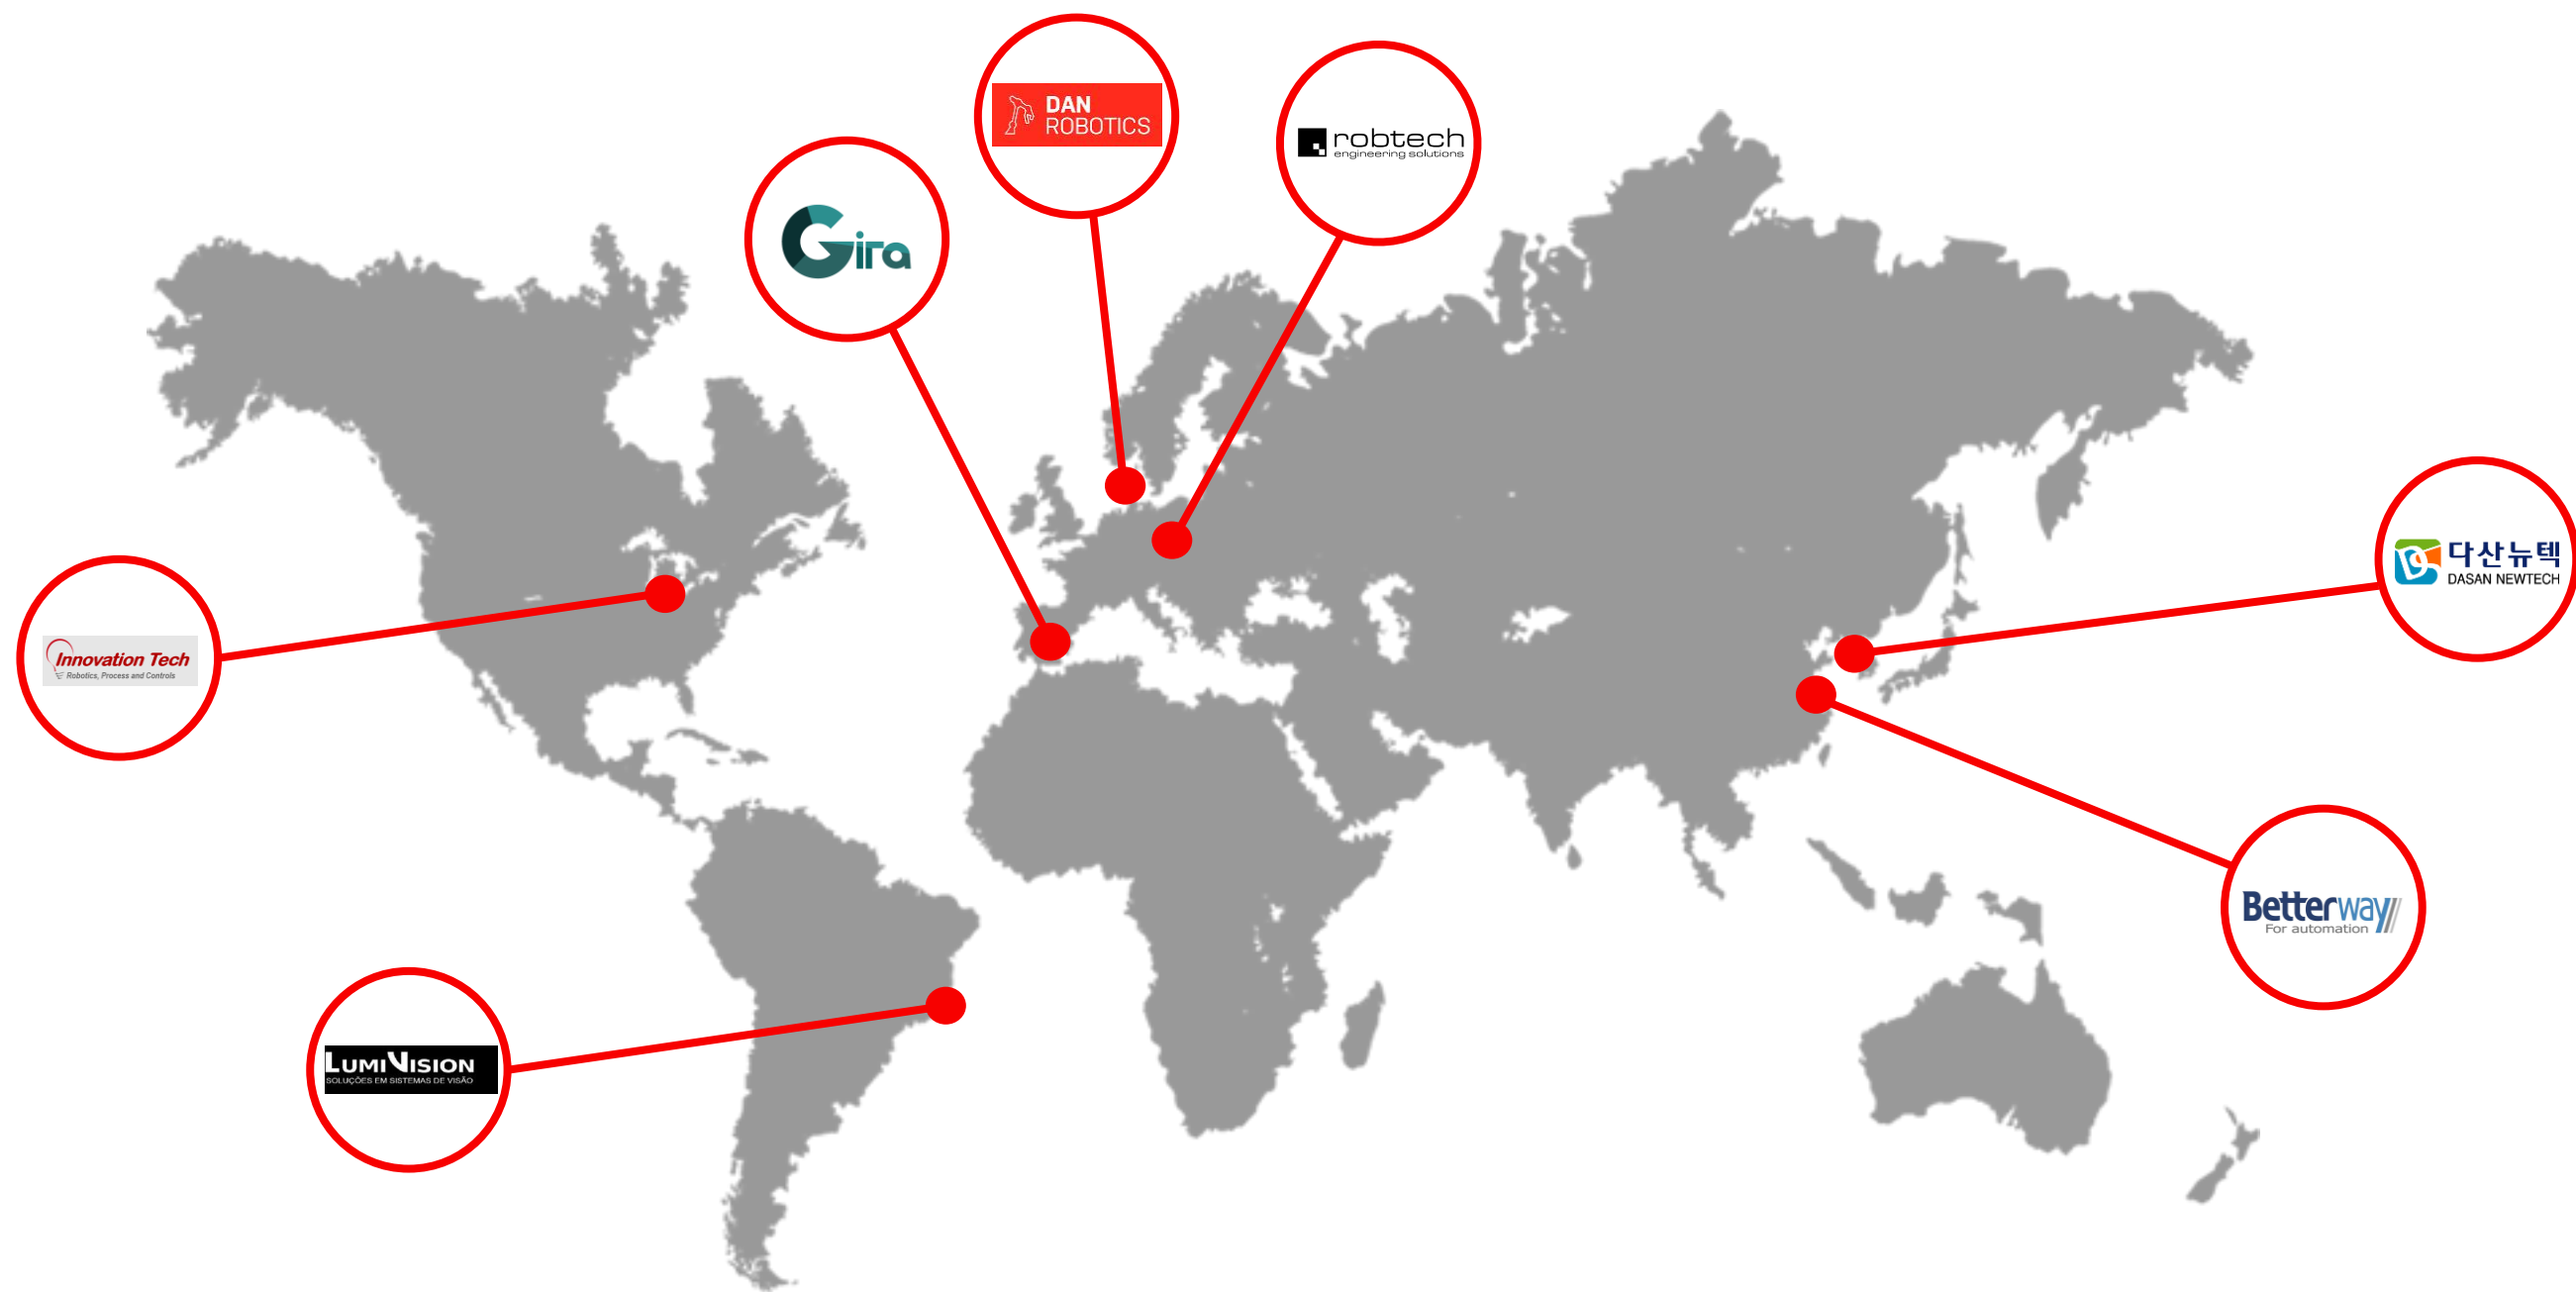 DAN
ROBOTICS
robtech
engineering solutions
Gira
다산뉴텍
DASAN NEWTECH
Innovation Tech
Robotics, Process and Controls
Betterway
For automation
LUMIVISION
SOLUÇÕES EM SISTEMAS DE VISÃO